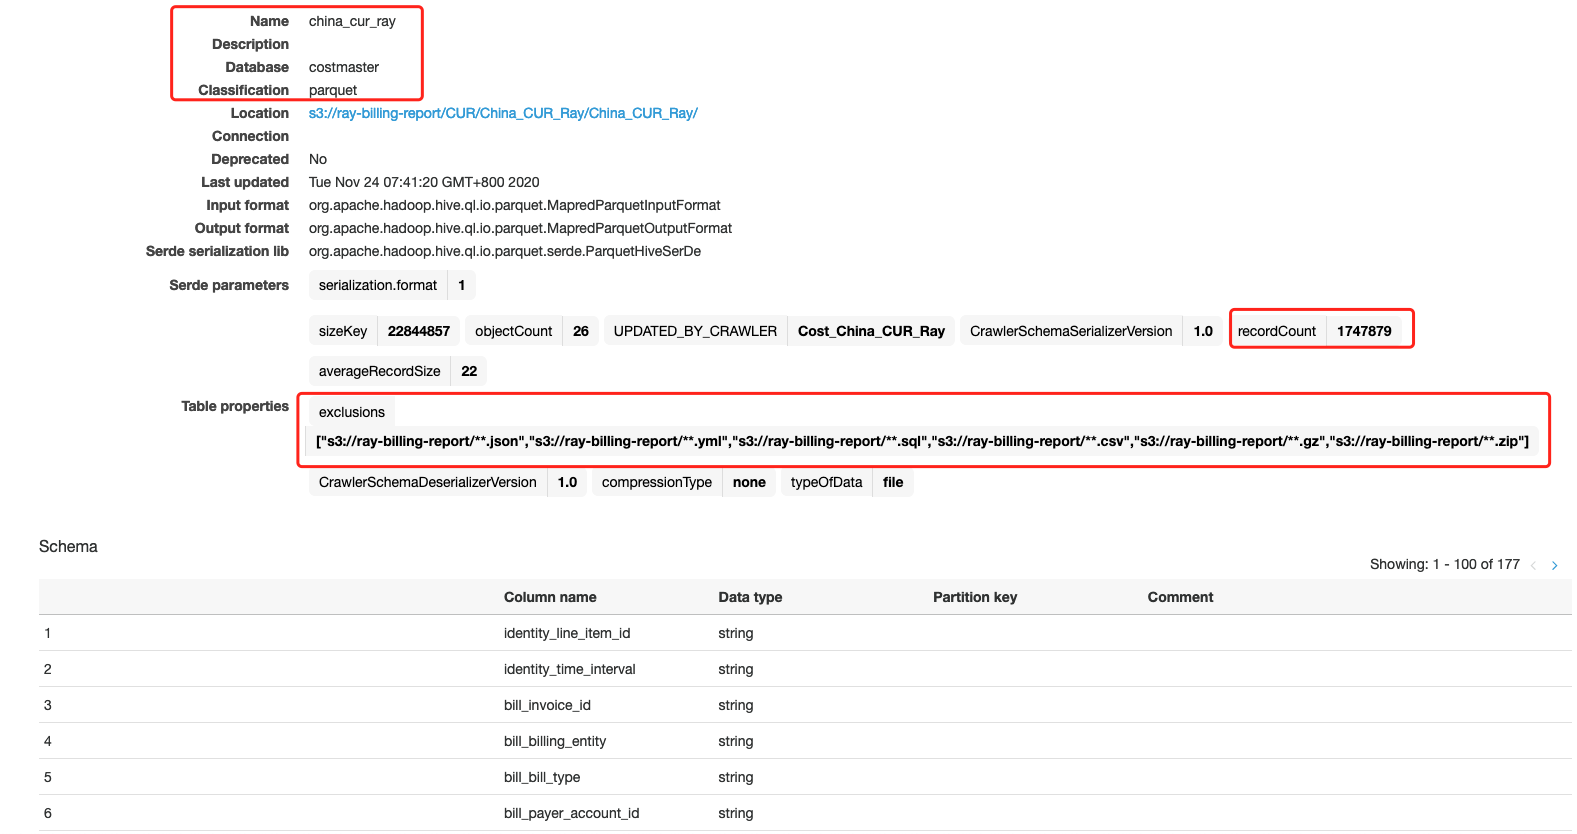 Name china_cur_ray
Description
Database costmaster
Classification parquet
Location s3://ray-billing-report/CUR/China_CUR_Ray/China_CUR_Ray/
Connection
Deprecated No
Last updated Tue Nov 24 07:41:20 GMT+800 2020
Input format org.apache.hadoop.hive.ql.io.parquet.MapredParquetInputFormat
Output format org.apache.hadoop.hive.ql.io.parquet.MapredParquetOutputFormat
Serde serialization lib org.apache.hadoop.hive.ql.io.parquet.serde.ParquetHiveSerDe
Serde parameters serialization.format 1
sizeKey 22844857 objectCount 26 UPDATED_BY_CRAWLER Cost_China_CUR_Ray CrawlerSchemaSerializerVersion 1.0 recordCount 1747879
averageRecordSize 22
Table properties exclusions
["s3://ray-billing-report/**.json","s3://ray-billing-report/**.yml","s3://ray-billing-report/**.sql","s3://ray-billing-report/**.csv","s3://ray-billing-report/**.gz","s3://ray-billing-report/**.zip"]
CrawlerSchemaDeserializerVersion 1.0 compressionType none typeOfData file
Schema
Showing: 1 - 100 of 177 < >
Column name Data type Partition key Comment
1 identity_line_item_id string
2 identity_time_interval string
3 bill_invoice_id string
4 bill_billing_entity string
5 bill_bill_type string
6 bill_payer_account_id string